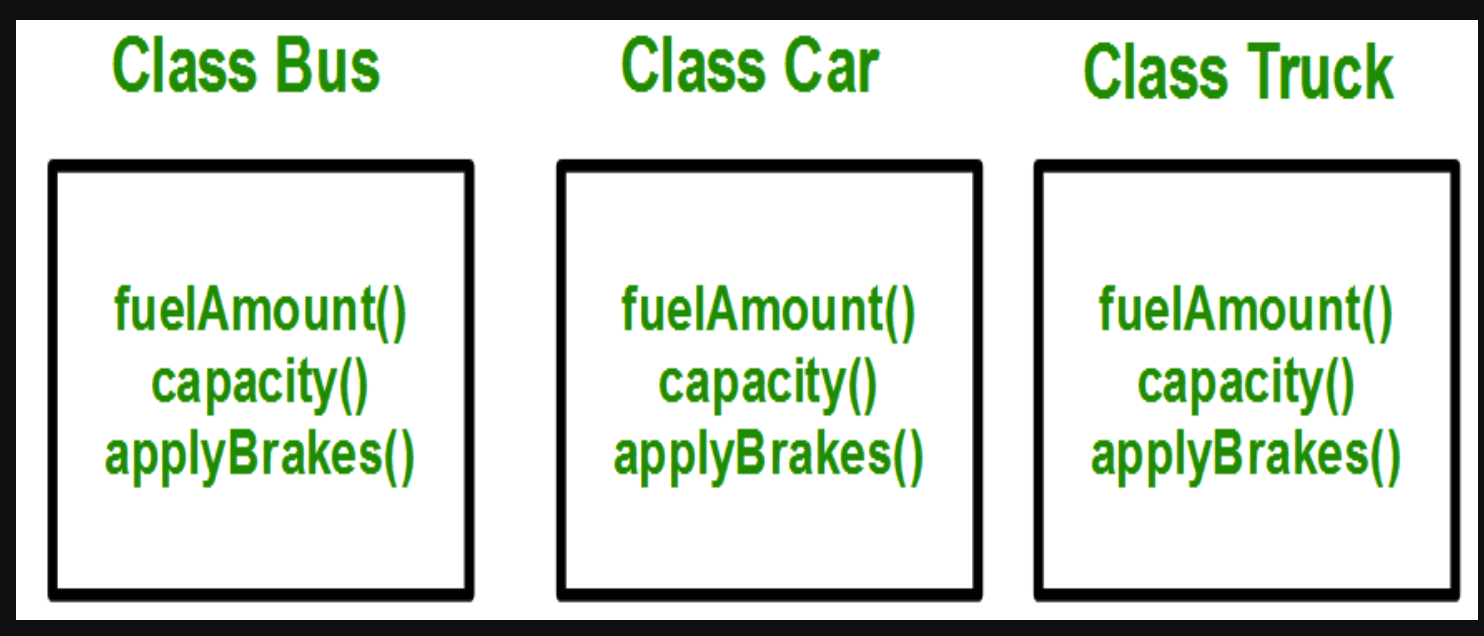 Class Bus
Class Car
Class Truck
fuelAmount()
capacity()
applyBrakes()
fuelAmount()
capacity()
applyBrakes()
fuelAmount()
capacity()
applyBrakes()